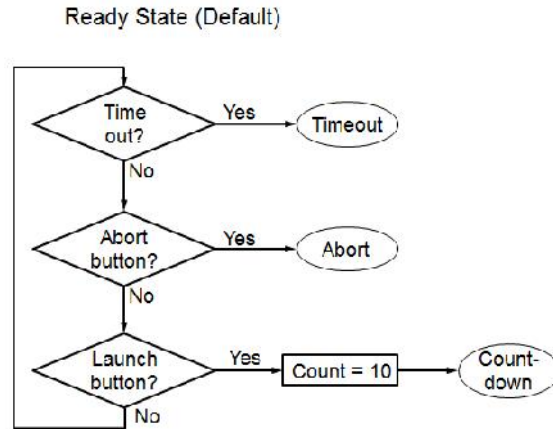 Ready State (Default)
Time
out?
Yes
Timeout
No
Abort
button?
Yes
Abort
No
Launch
button?
Yes
Count = 10
Count-
down
No